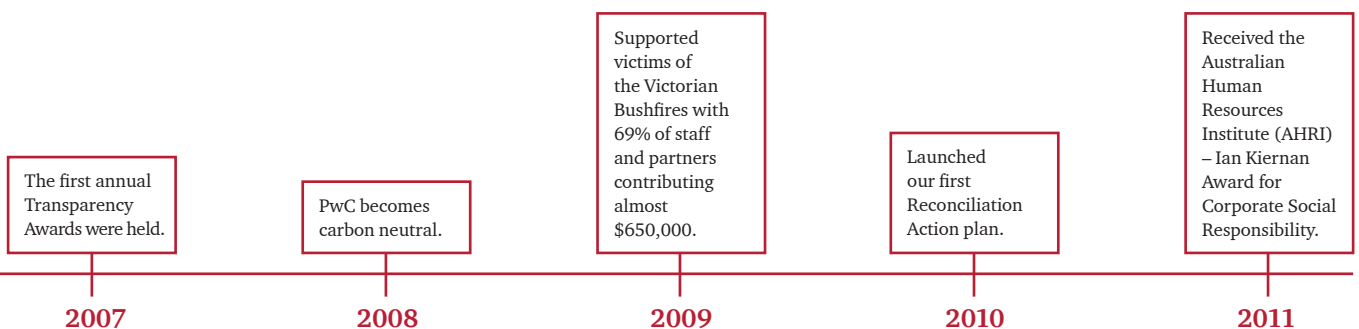 The first annual
Transparency
Awards were held.
2007
PwC becomes
carbon neutral.
2008
Supported
victims of
the Victorian
Bushfires with
69% of staff
and partners
contributing
almost
$650,000.
2009
Launched
our first
Reconciliation
Action plan.
2010
Received the
Australian
Human
Resources
Institute (AHRI)
– Ian Kiernan
Award for
Corporate Social
Responsibility.
2011